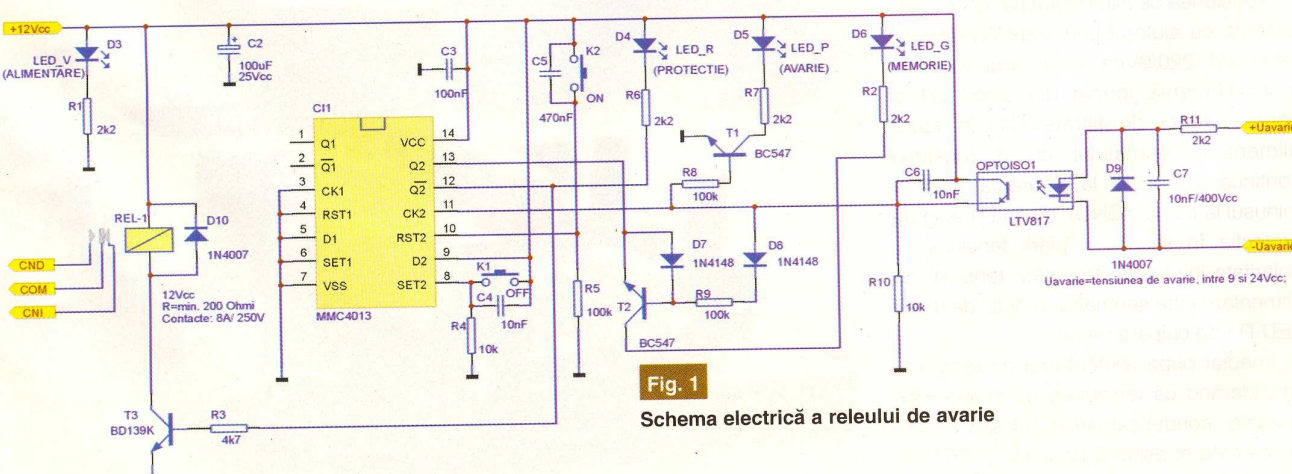 +12Vcc
D3
LED_V
(ALIMENTARE)
R1
2k2
C2
100uF
25Vcc
C3
100nF
K2
C5
ON
470nF
D4
LED_R
(PROTECTIE)
R6
2k2
D5
LED_P
(AVARIE)
R7
2k2
D6
LED_G
(MEMORIE)
R2
2k2
T1
BC547
R8
100k
CI1
1 Q1 VCC 14
2 Q1 Q2 13
3 CK1 Q2 12
4 RST1 CK2 11
5 D1 RST2 10
6 SET1 D2 9
7 VSS SET2 8
MMC4013
REL-1
D10
1N4007
CND
COM
CNI
12Vcc
R=min. 200 Ohmi
Contacte: 8A/ 250V
K1
OFF
C4
10nF
R4
10k
R5
100k
D7
1N4148
D8
1N4148
T2
R9
100k
BC547
C6
10nF
OPTOISO1
LTV817
R10
10k
D9
1N4007
C7
10nF/400Vcc
R11
2k2
+Uavarie
-Uavarie
Uavarie=tensiunea de avarie, intre 9 si 24Vcc;
T3
BD139K
R3
4k7
Fig. 1
Schema electrică a releului de avarie